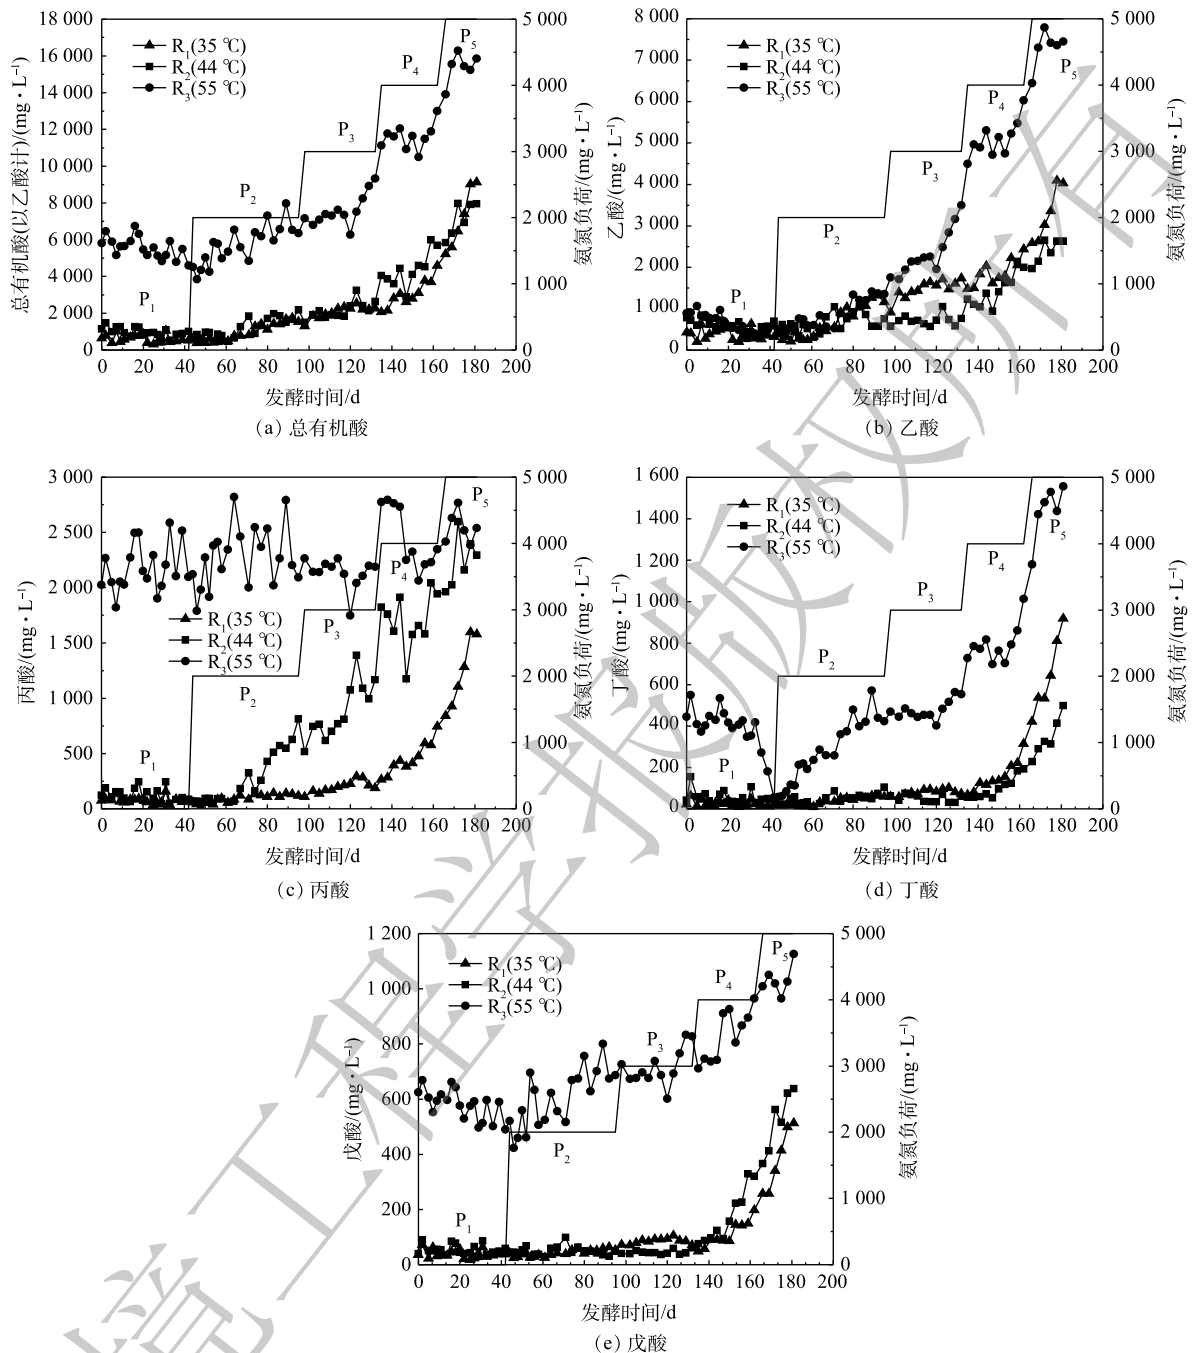 总有机酸(以乙酸计)/(mg·L⁻¹)
18 000
16 000
14 000
12 000
10 000
8 000
6 000
4 000
2 000
0
R₁(35 ℃)
R₂(44 ℃)
R₃(55 ℃)
P₁
P₂
P₃
P₄
P₅
5 000
4 000
3 000
2 000
1 000
0
氨氮负荷/(mg·L⁻¹)
0 20 40 60 80 100 120 140 160 180 200
发酵时间/d
(a) 总有机酸
乙酸/(mg·L⁻¹)
8 000
7 000
6 000
5 000
4 000
3 000
2 000
1 000
0
R₁(35 ℃)
R₂(44 ℃)
R₃(55 ℃)
P₁
P₂
P₃
P₄
P₅
5 000
4 000
3 000
2 000
1 000
0
氨氮负荷/(mg·L⁻¹)
0 20 40 60 80 100 120 140 160 180 200
发酵时间/d
(b) 乙酸
丙酸/(mg·L⁻¹)
3 000
2 500
2 000
1 500
1 000
500
0
R₁(35 ℃)
R₂(44 ℃)
R₃(55 ℃)
P₁
P₂
P₃
P₄
P₅
5 000
4 000
3 000
2 000
1 000
0
氨氮负荷/(mg·L⁻¹)
0 20 40 60 80 100 120 140 160 180 200
发酵时间/d
(c) 丙酸
丁酸/(mg·L⁻¹)
1 600
1 400
1 200
1 000
800
600
400
200
0
R₁(35 ℃)
R₂(44 ℃)
R₃(55 ℃)
P₁
P₂
P₃
P₄
P₅
5 000
4 000
3 000
2 000
1 000
0
氨氮负荷/(mg·L⁻¹)
0 20 40 60 80 100 120 140 160 180 200
发酵时间/d
(d) 丁酸
戊酸/(mg·L⁻¹)
1 200
1 000
800
600
400
200
0
R₁(35 ℃)
R₂(44 ℃)
R₃(55 ℃)
P₁
P₂
P₃
P₄
P₅
5 000
4 000
3 000
2 000
1 000
0
氨氮负荷/(mg·L⁻¹)
0 20 40 60 80 100 120 140 160 180 200
发酵时间/d
(e) 戊酸
境工程学报版权所有